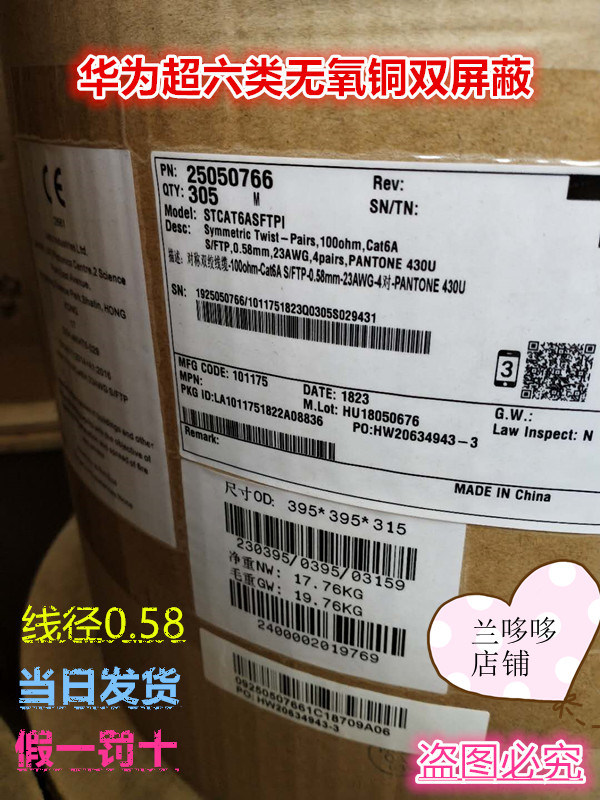 华为超六类无氧铜双屏蔽
CE
PN: 25050766
QTY: 305 M
Rev:
SN/TN:
Model: STCAT6ASFTPI
Desc: Symmetric Twist-Pairs,100ohm,Cat6A
S/FTP,0.58mm,23AWG,4pairs,PANTONE 430U
描述: 对称双绞线缆-100ohm-Cat6A S/FTP-0.58mm-23AWG-4对-PANTONE 430U
SN: 1925050766/1011751823Q0305S029431
3
MFG CODE: 101175
MPN:
DATE: 1823
PKG ID:LA1011751822A08836
M.Lot: HU18050676
PO:HW20634943-3
G.W.:
Law Inspect: N
Remark:
MADE IN China
尺寸OD: 395*395*315
230395/0395/03159
净重NW: 17.76KG
毛重GW: 19.76KG
2400002019769
09250507661C18709A06
PO: HW20634943-3
线径0.58
当日发货
假一罚十
兰哆哆
店铺
盗图必究